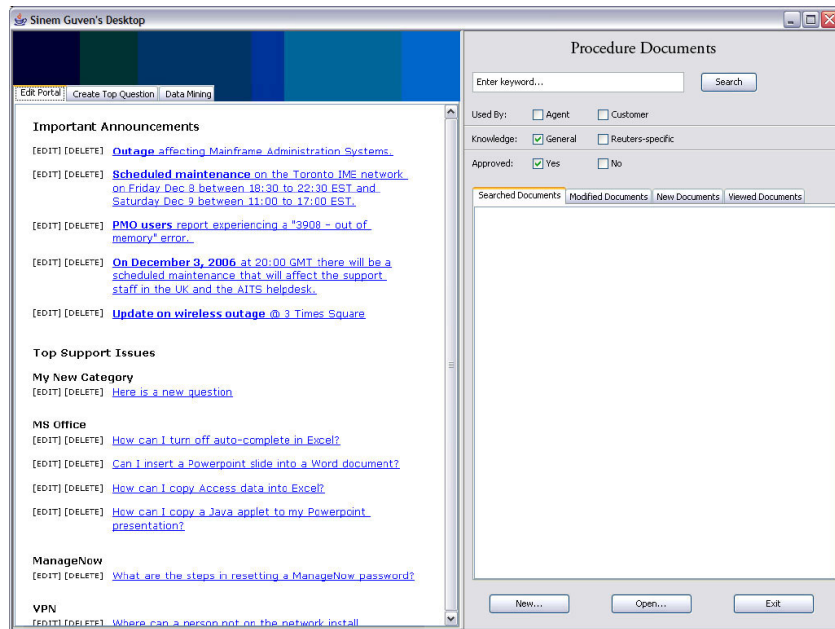 Sinem Guven's Desktop
Edit Portal Create Top Question Data Mining
Important Announcements
[EDIT] [DELETE] Outage affecting Mainframe Administration Systems.
[EDIT] [DELETE] Scheduled maintenance on the Toronto IME network
on Friday Dec 8 between 18:30 to 22:30 EST and
Saturday Dec 9 between 11:00 to 17:00 EST.
[EDIT] [DELETE] PMO users report experiencing a "3908 - out of
memory" error.
[EDIT] [DELETE] On December 3, 2006 at 20:00 GMT there will be a
scheduled maintenance that will affect the support
staff in the UK and the AITS helpdesk.
[EDIT] [DELETE] Update on wireless outage @ 3 Times Square
Top Support Issues
My New Category
[EDIT] [DELETE] Here is a new question
MS Office
[EDIT] [DELETE] How can I turn off auto-complete in Excel?
[EDIT] [DELETE] Can I insert a Powerpoint slide into a Word document?
[EDIT] [DELETE] How can I copy Access data into Excel?
[EDIT] [DELETE] How can I copy a Java applet to my Powerpoint
presentation?
ManageNow
[EDIT] [DELETE] What are the steps in resetting a ManageNow password?
VPN
[EDIT] [DELETE] Where can a person not on the network install
Procedure Documents
Enter keyword... Search
Used By: Agent Customer
Knowledge: General Reuters-specific
Approved: Yes No
Searched Documents Modified Documents New Documents Viewed Documents
New... Open... Exit